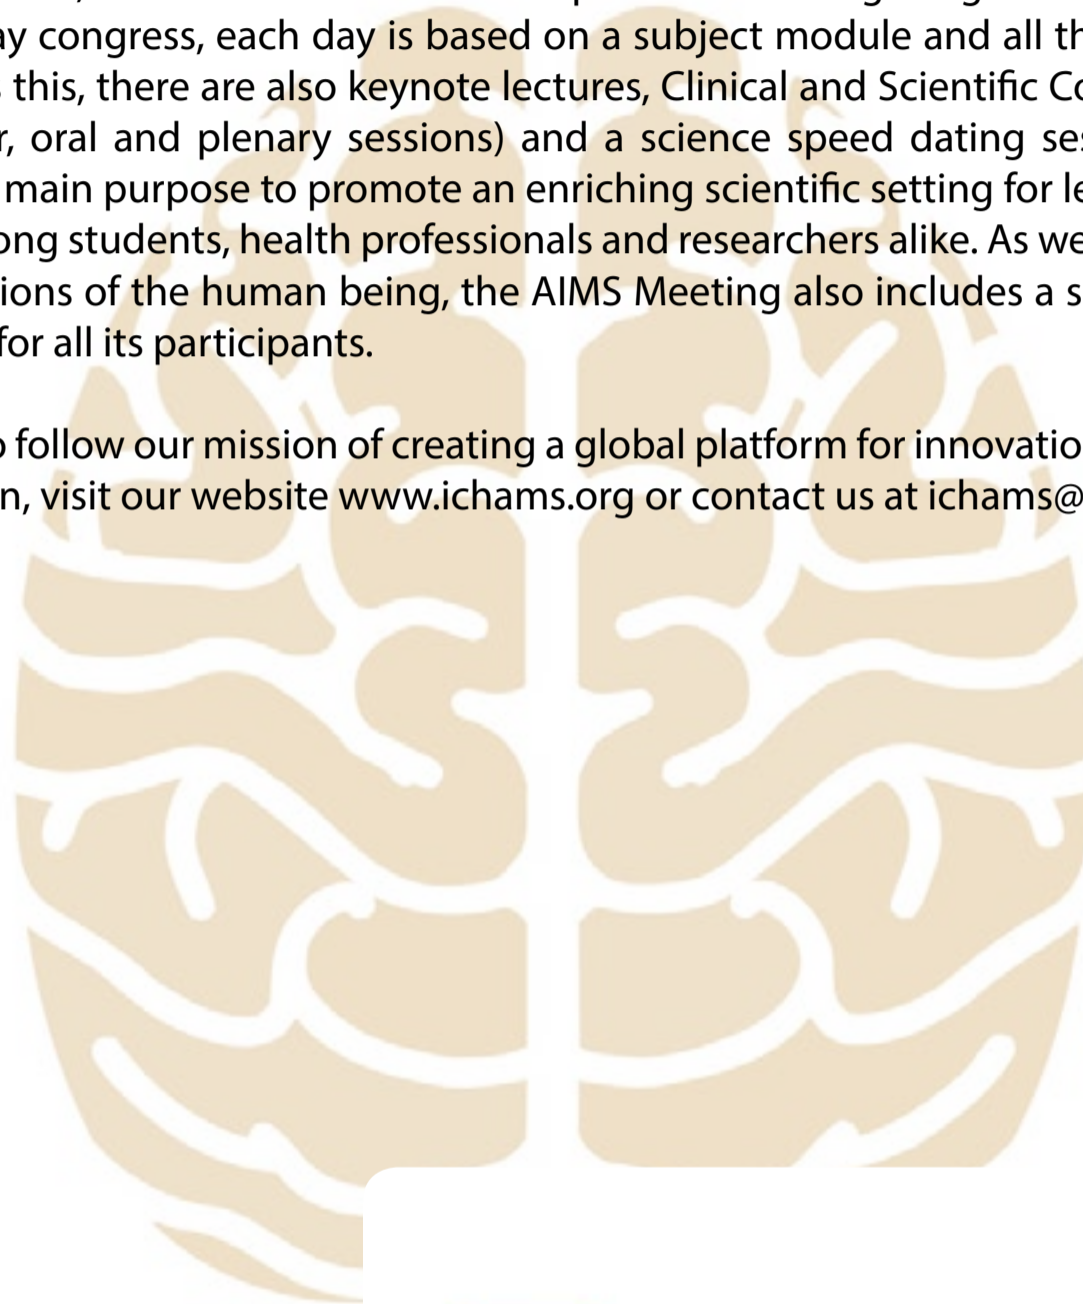 ay congress, each day is based on a subject module and all th
this, there are also keynote lectures, Clinical and Scientific Co
r, oral and plenary sessions) and a science speed dating ses
main purpose to promote an enriching scientific setting for le
ong students, health professionals and researchers alike. As we
ions of the human being, the AIMS Meeting also includes a s
for all its participants.
o follow our mission of creating a global platform for innovatio
n, visit our website www.ichams.org or contact us at ichams@